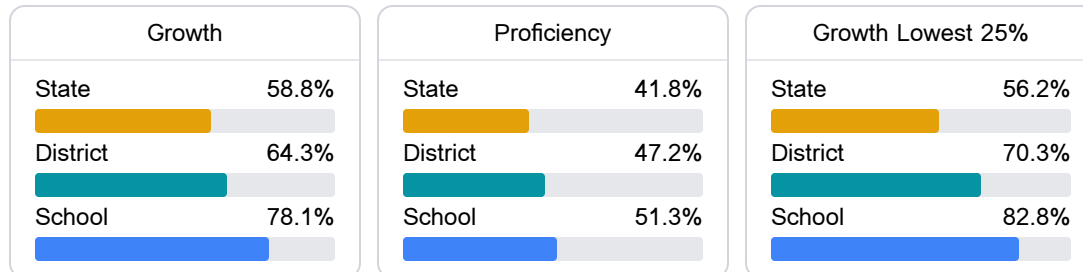 Growth
State 58.8%
District 64.3%
School 78.1%
Proficiency
State 41.8%
District 47.2%
School 51.3%
Growth Lowest 25%
State 56.2%
District 70.3%
School 82.8%